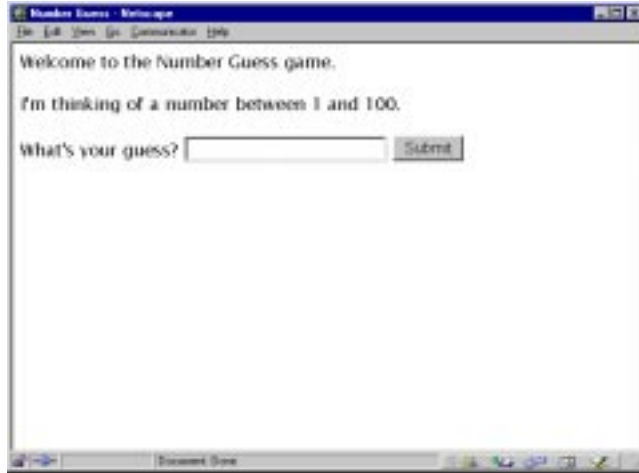 Number Guess - Netscape
File Edit View Go Communicator Help
Welcome to the Number Guess game.
I'm thinking of a number between 1 and 100.
What's your guess? Submit
Document: Done